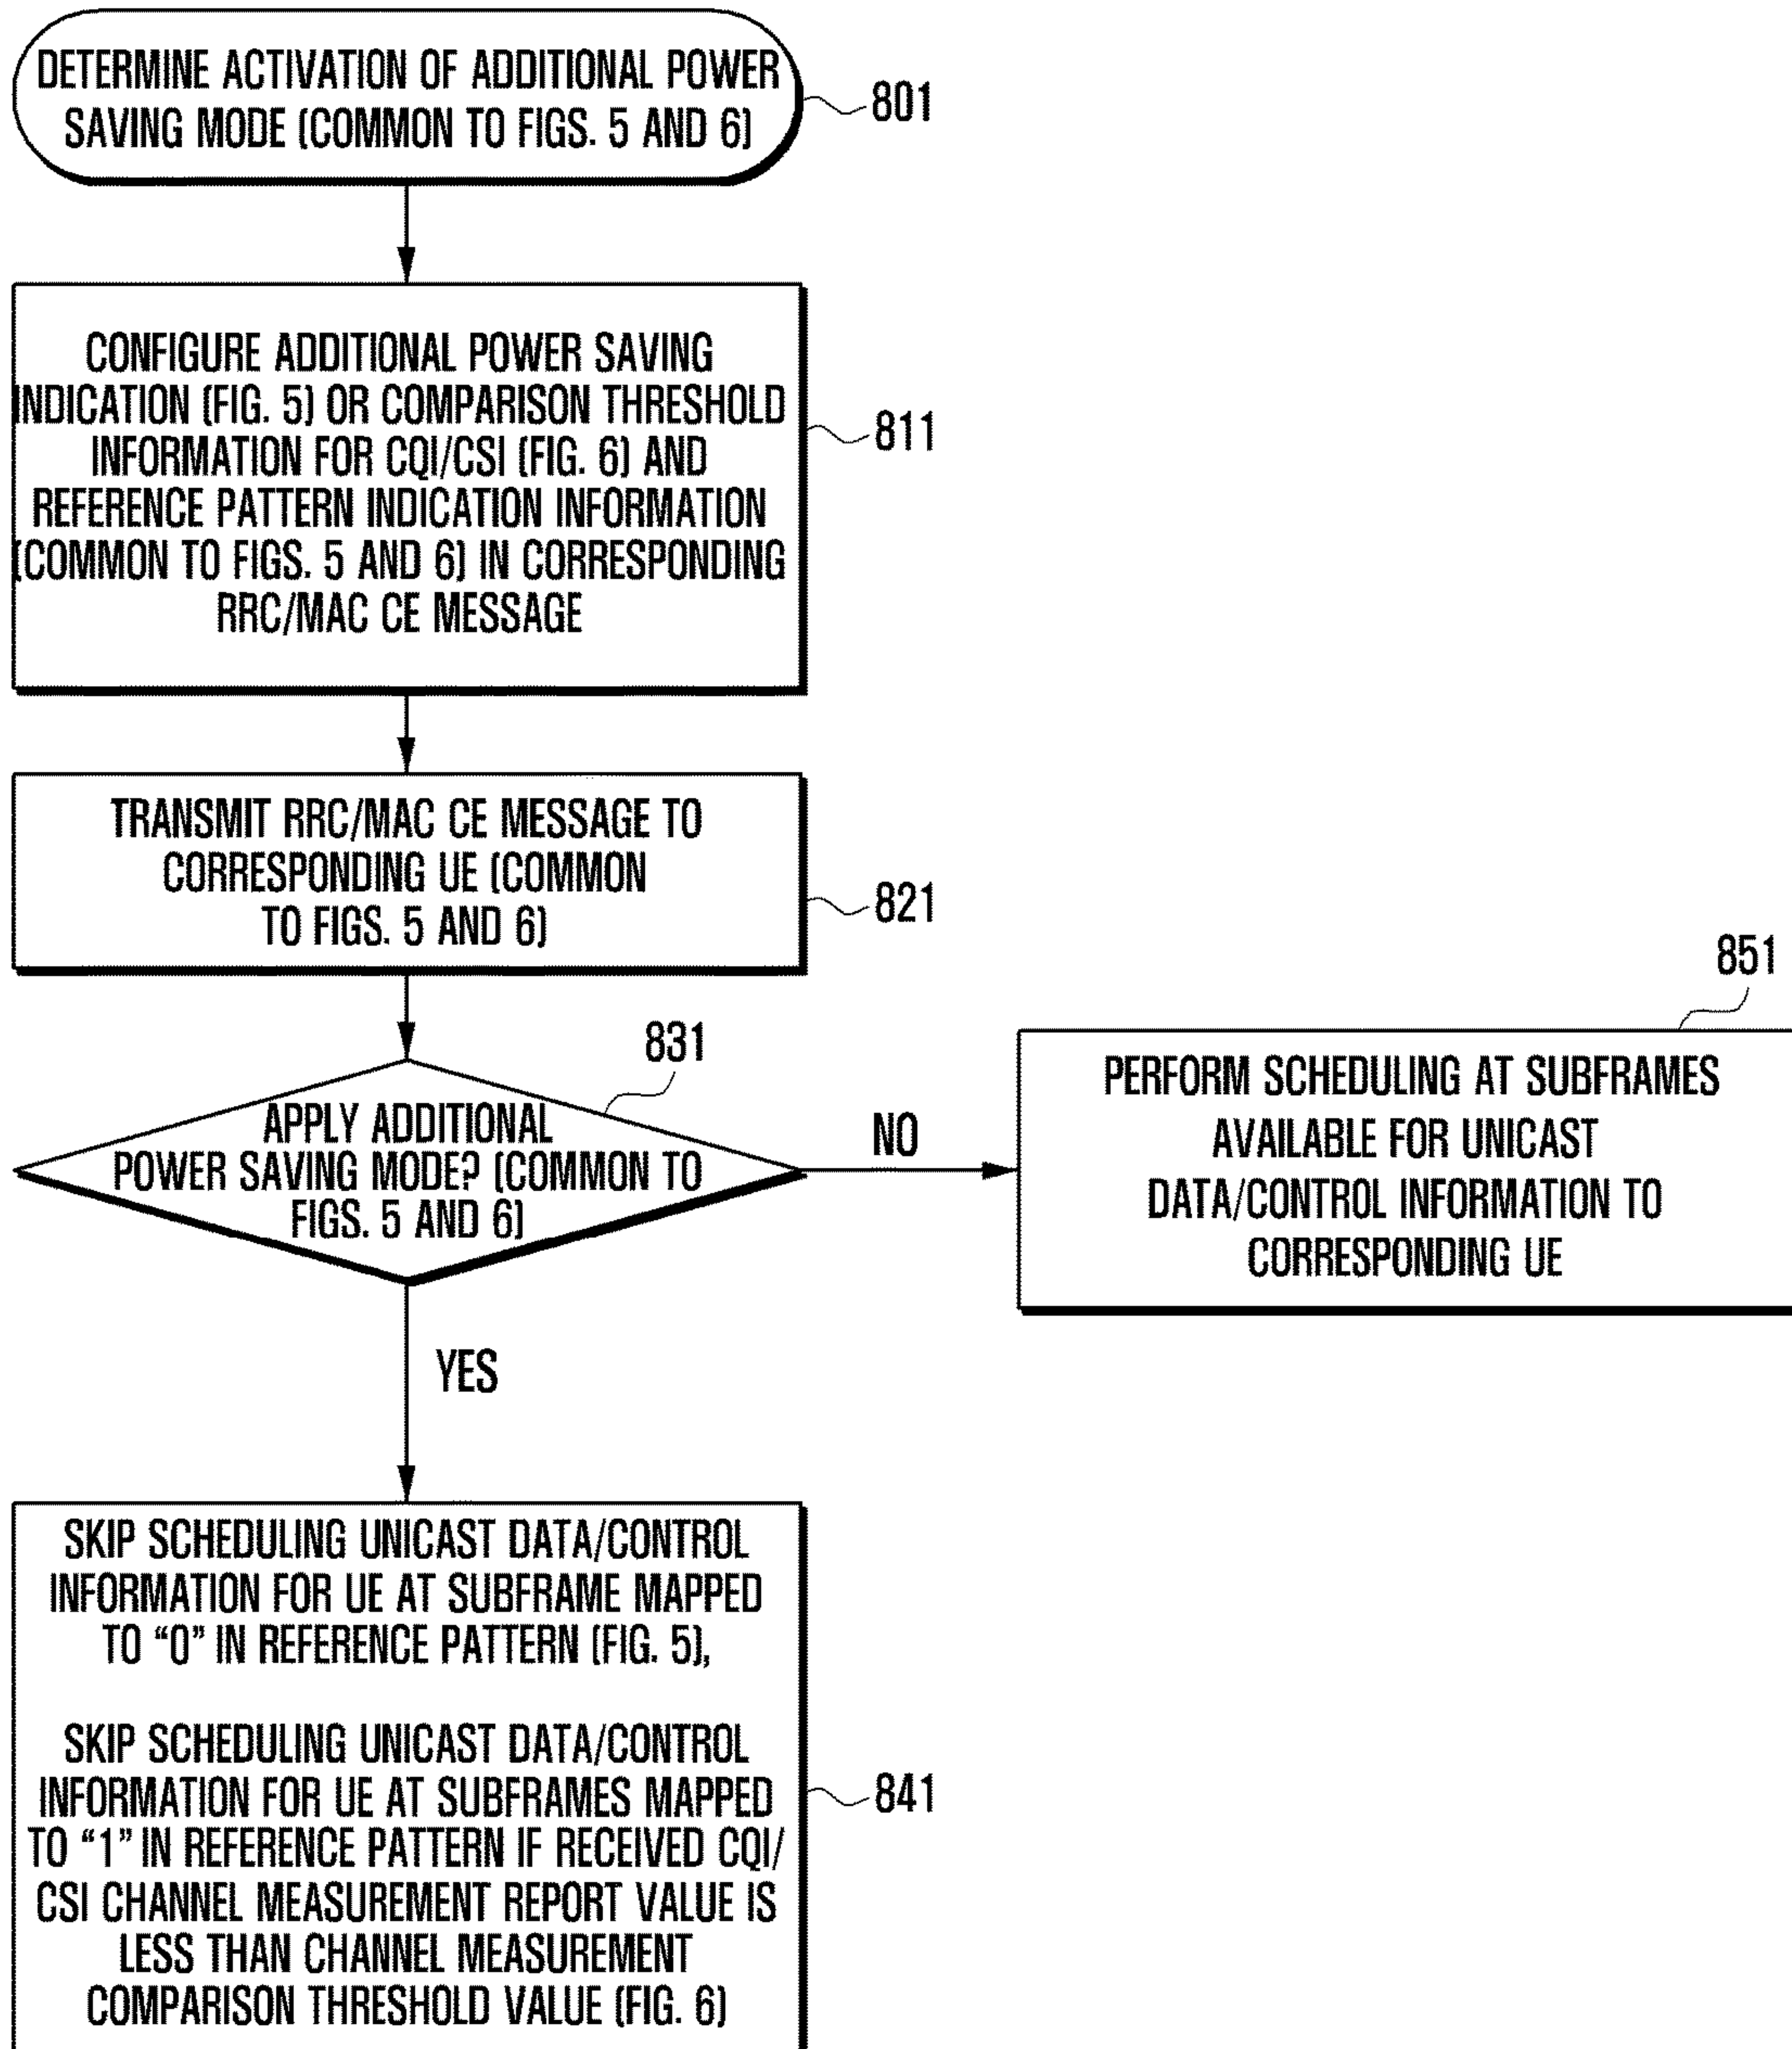 DETERMINE ACTIVATION OF ADDITIONAL POWER
SAVING MODE (COMMON TO FIGS. 5 AND 6)
801
CONFIGURE ADDITIONAL POWER SAVING
INDICATION (FIG. 5) OR COMPARISON THRESHOLD
INFORMATION FOR CQI/CSI (FIG. 6) AND
REFERENCE PATTERN INDICATION INFORMATION
(COMMON TO FIGS. 5 AND 6) IN CORRESPONDING
RRC/MAC CE MESSAGE
811
TRANSMIT RRC/MAC CE MESSAGE TO
CORRESPONDING UE (COMMON
TO FIGS. 5 AND 6)
821
831
APPLY ADDITIONAL
POWER SAVING MODE? (COMMON TO
FIGS. 5 AND 6)
NO
851
PERFORM SCHEDULING AT SUBFRAMES
AVAILABLE FOR UNICAST
DATA/CONTROL INFORMATION TO
CORRESPONDING UE
YES
SKIP SCHEDULING UNICAST DATA/CONTROL
INFORMATION FOR UE AT SUBFRAME MAPPED
TO “0” IN REFERENCE PATTERN (FIG. 5),
SKIP SCHEDULING UNICAST DATA/CONTROL
INFORMATION FOR UE AT SUBFRAMES MAPPED
TO “1” IN REFERENCE PATTERN IF RECEIVED CQI/
CSI CHANNEL MEASUREMENT REPORT VALUE IS
LESS THAN CHANNEL MEASUREMENT
COMPARISON THRESHOLD VALUE (FIG. 6)
841